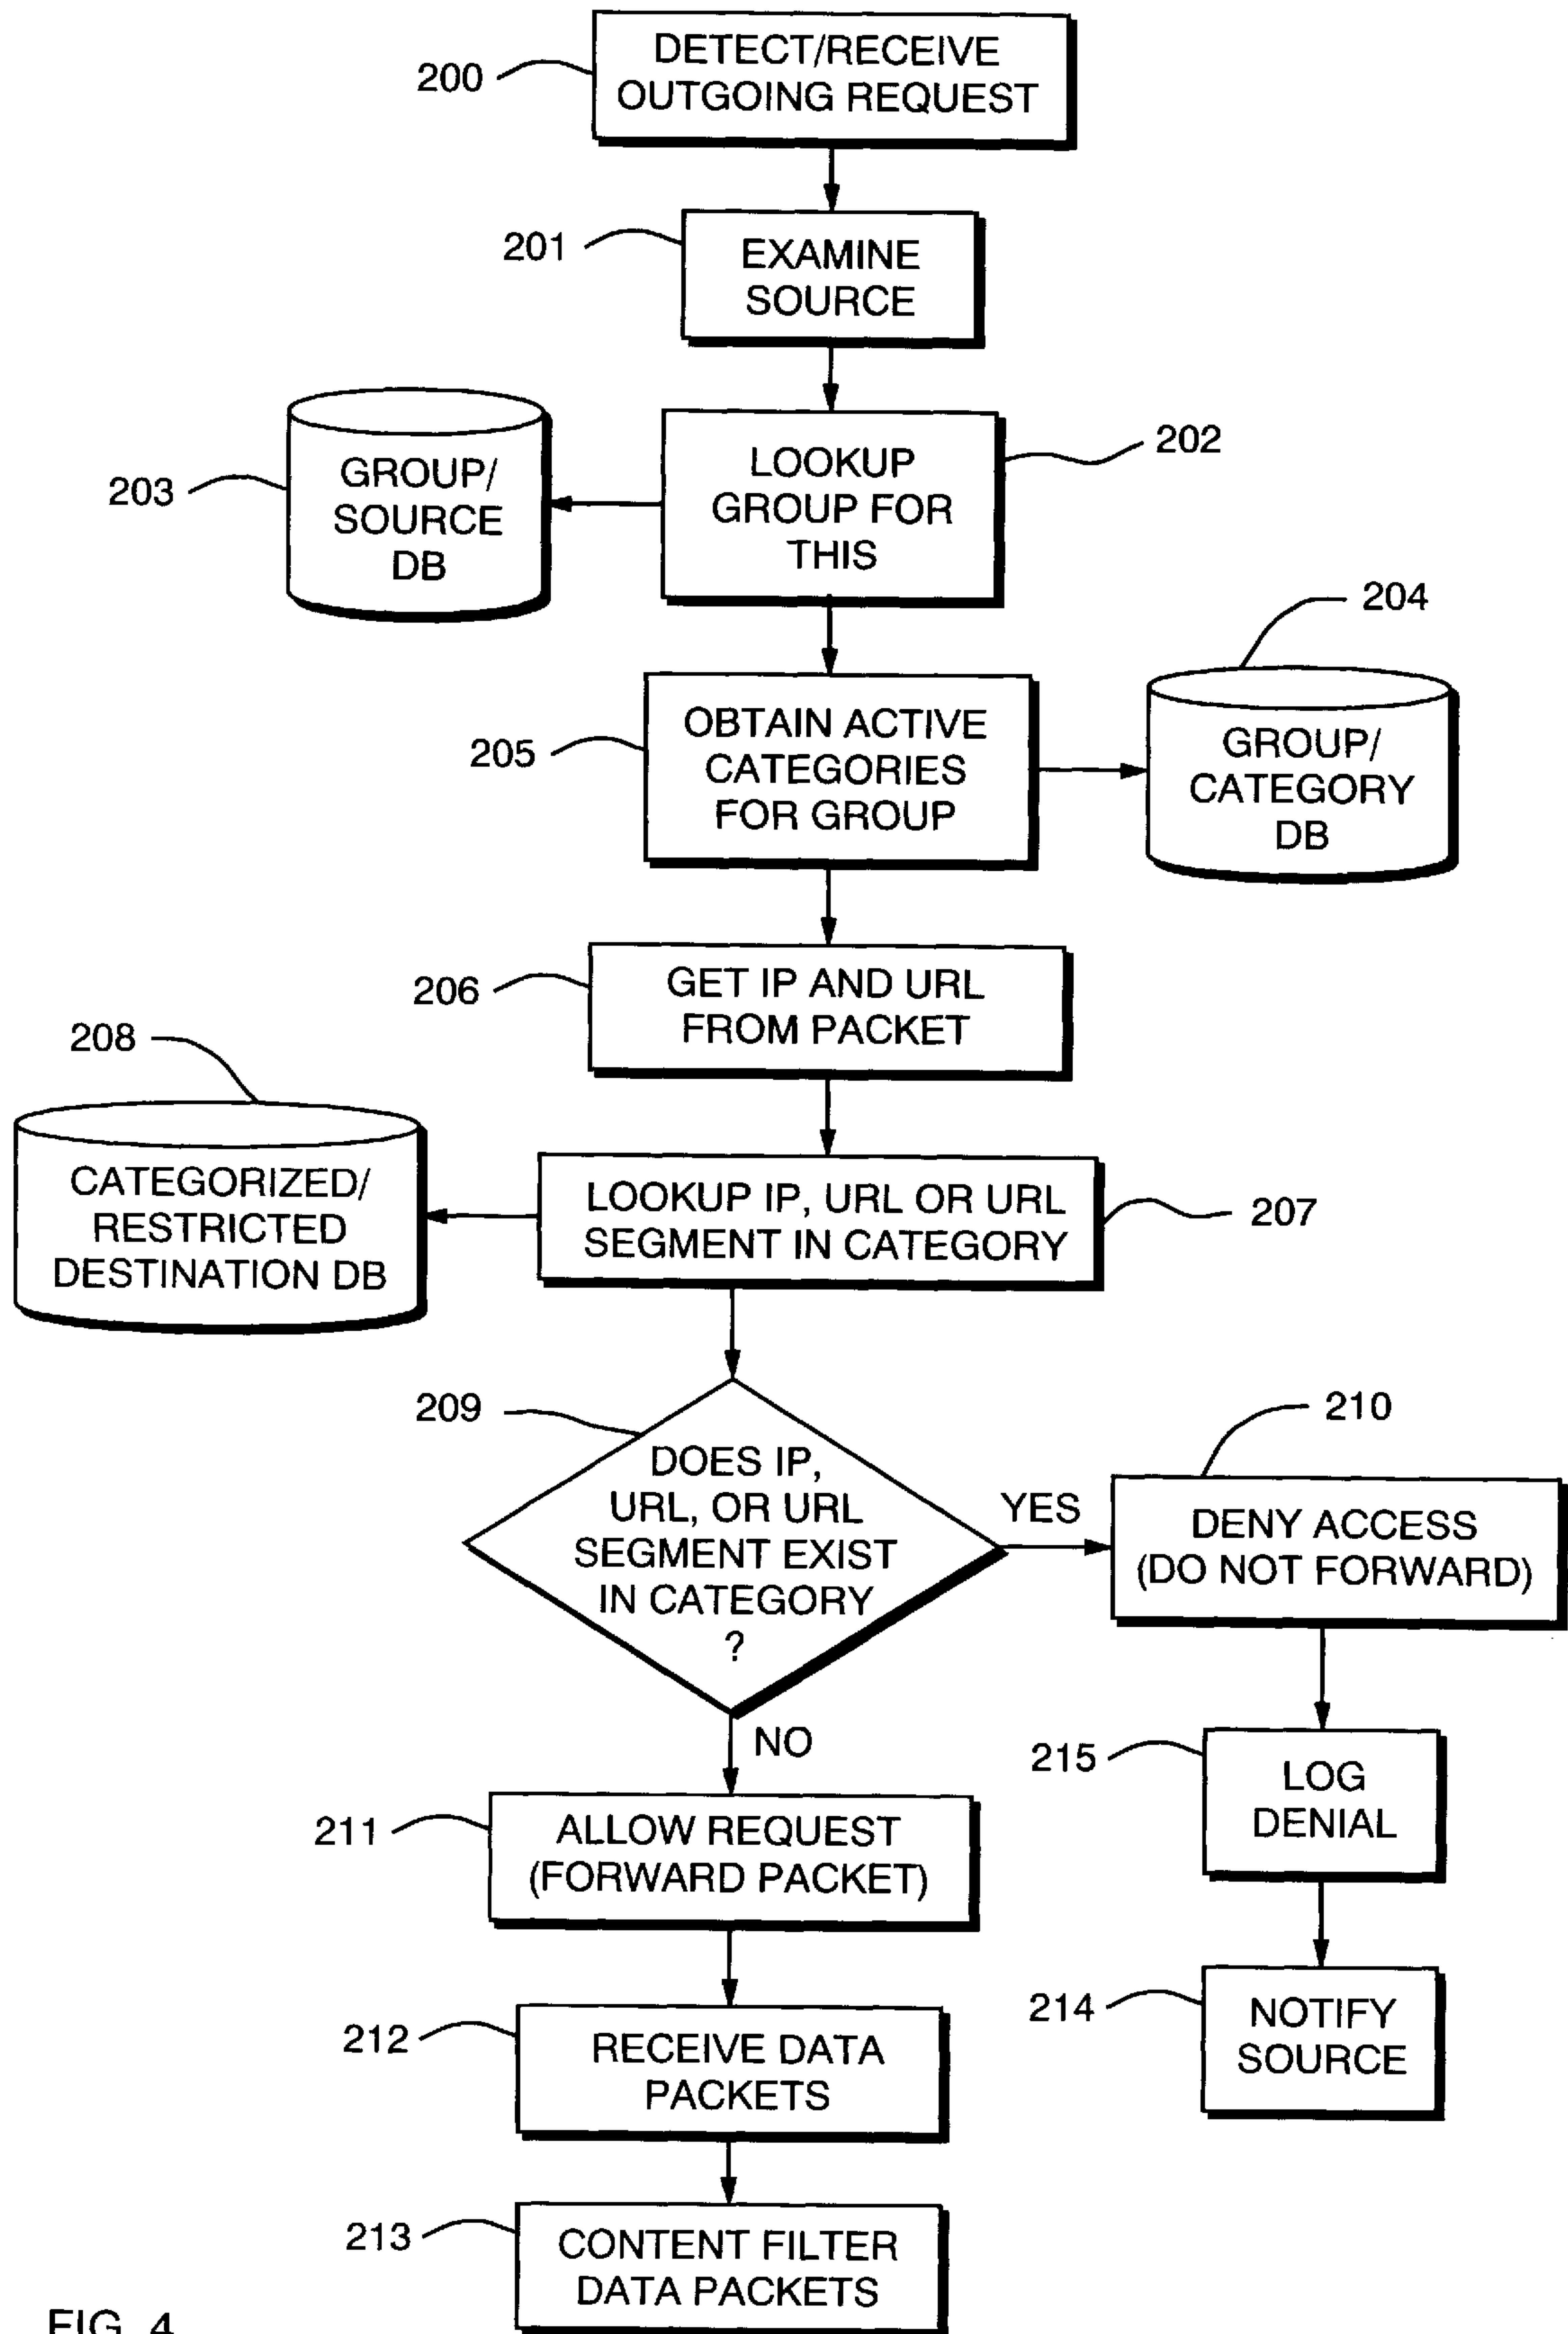 200
DETECT/RECEIVE
OUTGOING REQUEST
201
EXAMINE
SOURCE
202
LOOKUP
GROUP FOR
THIS
203
GROUP/
SOURCE
DB
204
205
OBTAIN ACTIVE
CATEGORIES
FOR GROUP
GROUP/
CATEGORY
DB
206
GET IP AND URL
FROM PACKET
208
CATEGORIZED/
RESTRICTED
DESTINATION DB
LOOKUP IP, URL OR URL
SEGMENT IN CATEGORY
207
209
DOES IP,
URL, OR URL
SEGMENT EXIST
IN CATEGORY
?
YES
210
DENY ACCESS
(DO NOT FORWARD)
NO
215
LOG
DENIAL
211
ALLOW REQUEST
(FORWARD PACKET)
214
NOTIFY
SOURCE
212
RECEIVE DATA
PACKETS
213
CONTENT FILTER
DATA PACKETS
FIG. 4